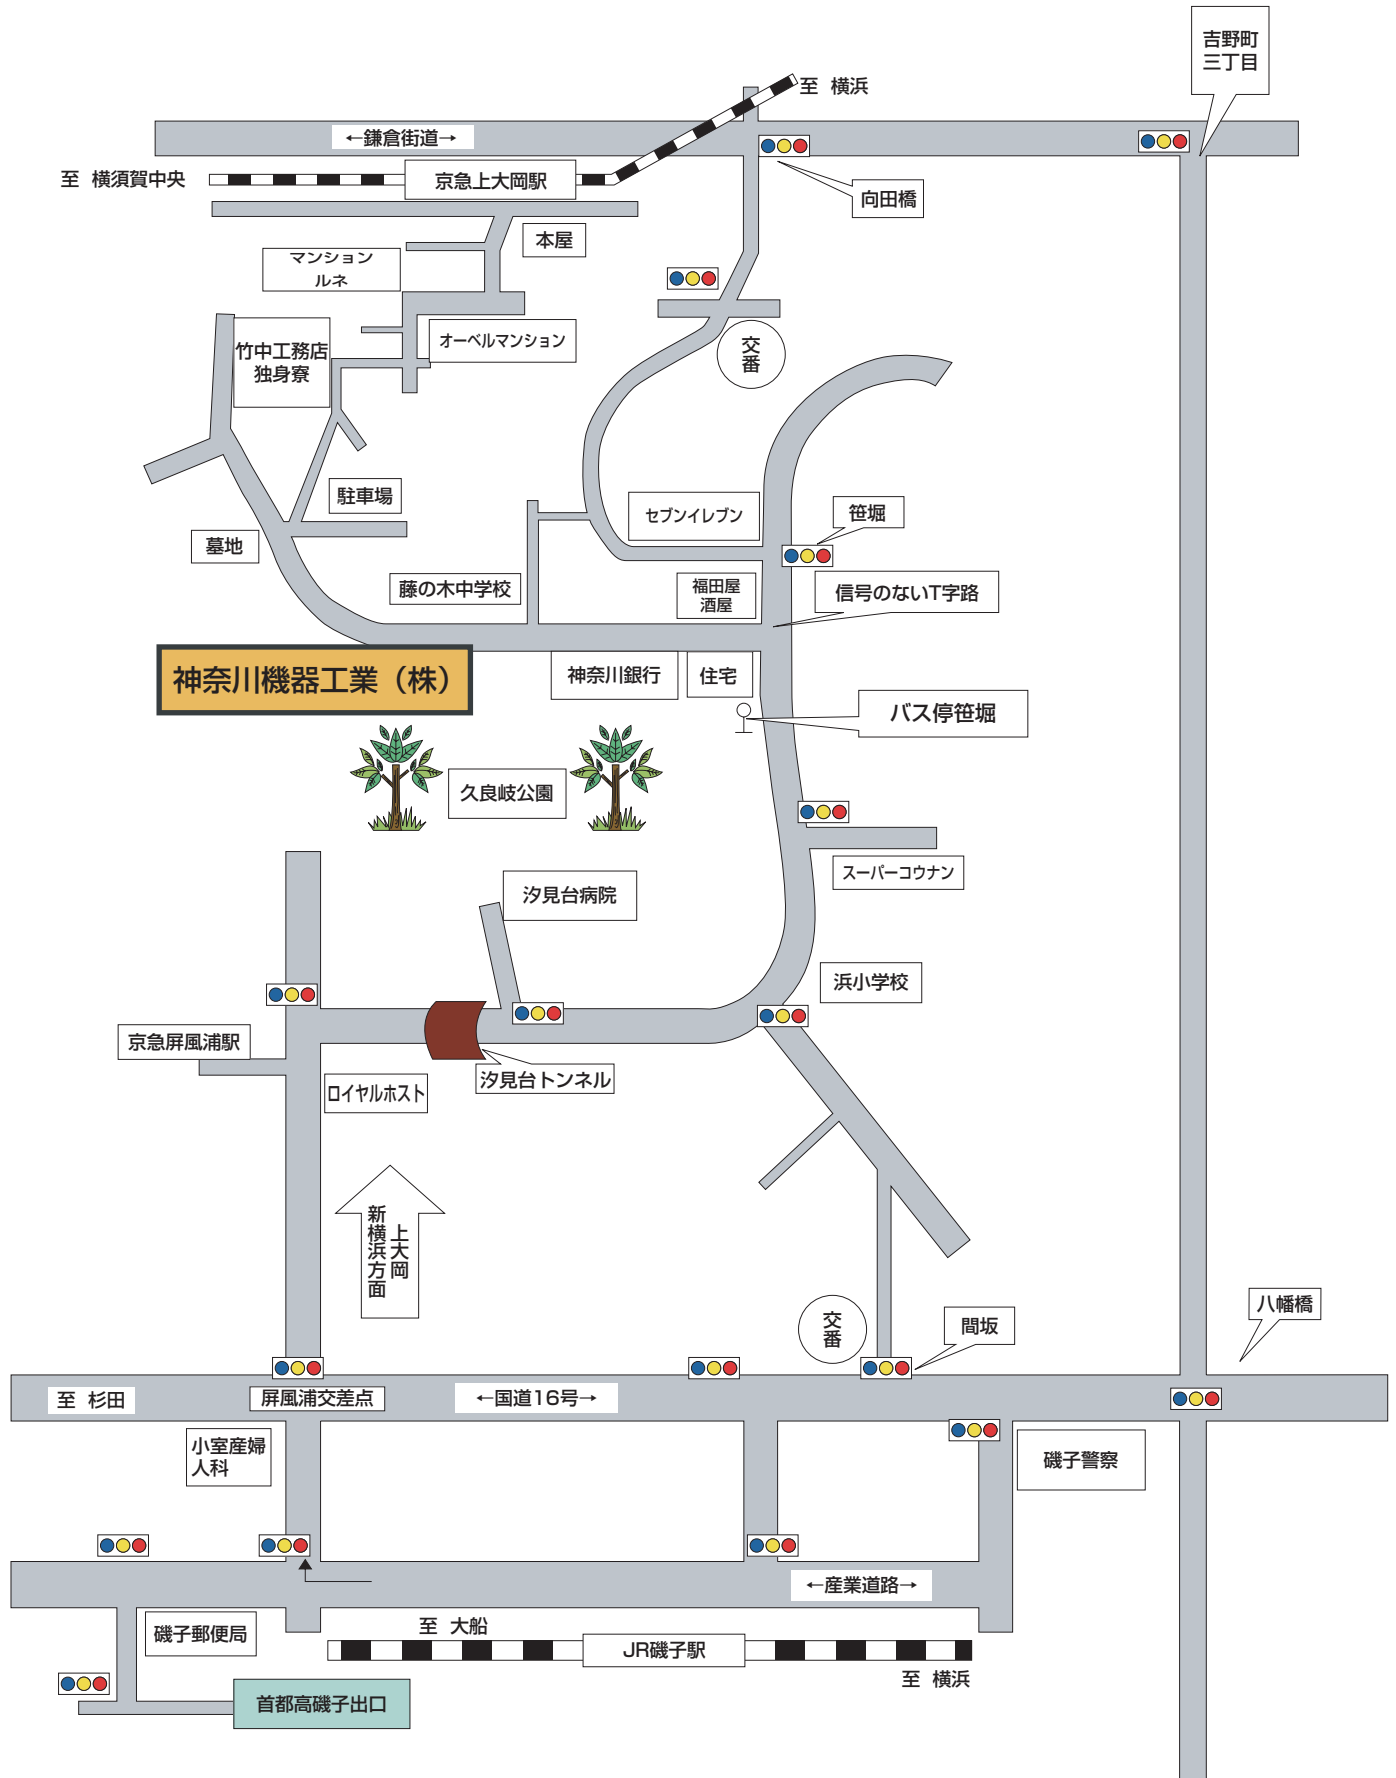 吉野町
三丁目
至 横浜
←鎌倉街道→
至 横須賀中央
京急上大岡駅
向田橋
本屋
マンション
ルネ
オーベルマンション
竹中工務店
独身寮
交番
駐車場
セブンイレブン
笹堀
墓地
藤の木中学校
福田屋
酒屋
信号のないT字路
神奈川機器工業（株）
神奈川銀行
住宅
バス停笹堀
久良岐公園
スーパーコウナン
汐見台病院
浜小学校
京急屏風浦駅
汐見台トンネル
ロイヤルホスト
上大岡
新横浜方面
交番
間坂
八幡橋
至 杉田
屏風浦交差点
←国道16号→
小室産婦
人科
磯子警察
←産業道路→
磯子郵便局
至 大船
JR磯子駅
至 横浜
首都高磯子出口